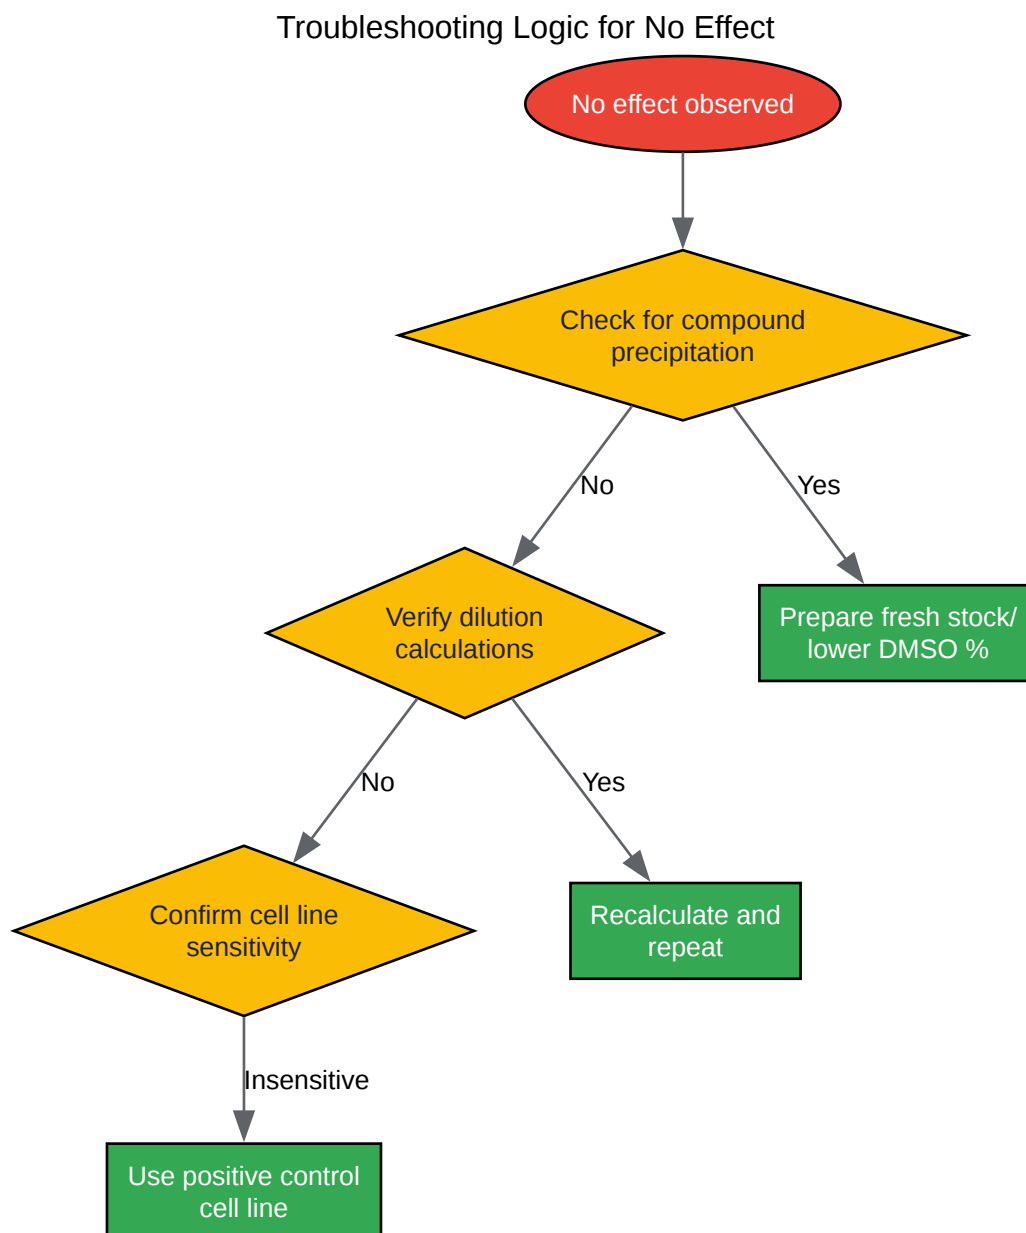 Troubleshooting Logic for No Effect
No effect observed
Check for compound
precipitation
No
Yes
Verify dilution
calculations
Prepare fresh stock/
lower DMSO %
No
Yes
Confirm cell line
sensitivity
Recalculate and
repeat
Insensitive
Use positive control
cell line